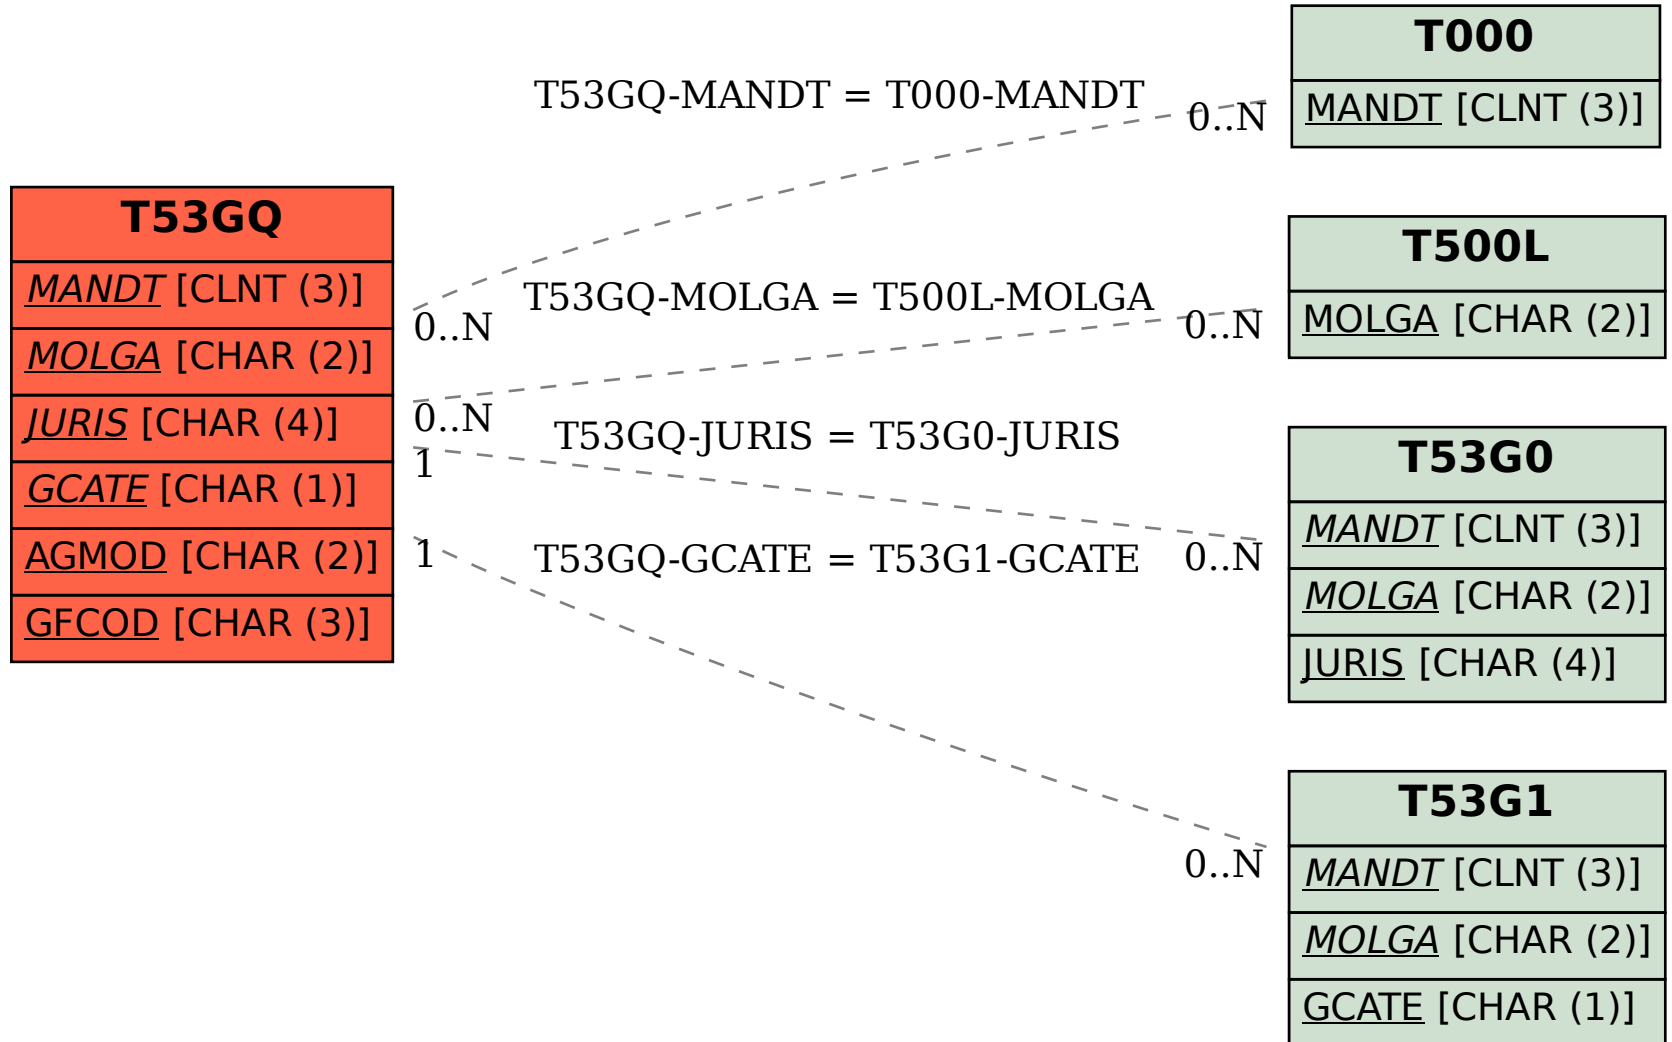 T53GQ
MANDT [CLNT (3)]
MOLGA [CHAR (2)]
JURIS [CHAR (4)]
GCATE [CHAR (1)]
AGMOD [CHAR (2)]
GFCOD [CHAR (3)]
T53GQ-MANDT = T000-MANDT
0..N
0..N
T53GQ-MOLGA = T500L-MOLGA
0..N
0..N
T53GQ-JURIS = T53G0-JURIS
1
0..N
T53GQ-GCATE = T53G1-GCATE
1
0..N
T000
MANDT [CLNT (3)]
T500L
MOLGA [CHAR (2)]
T53G0
MANDT [CLNT (3)]
MOLGA [CHAR (2)]
JURIS [CHAR (4)]
T53G1
MANDT [CLNT (3)]
MOLGA [CHAR (2)]
GCATE [CHAR (1)]